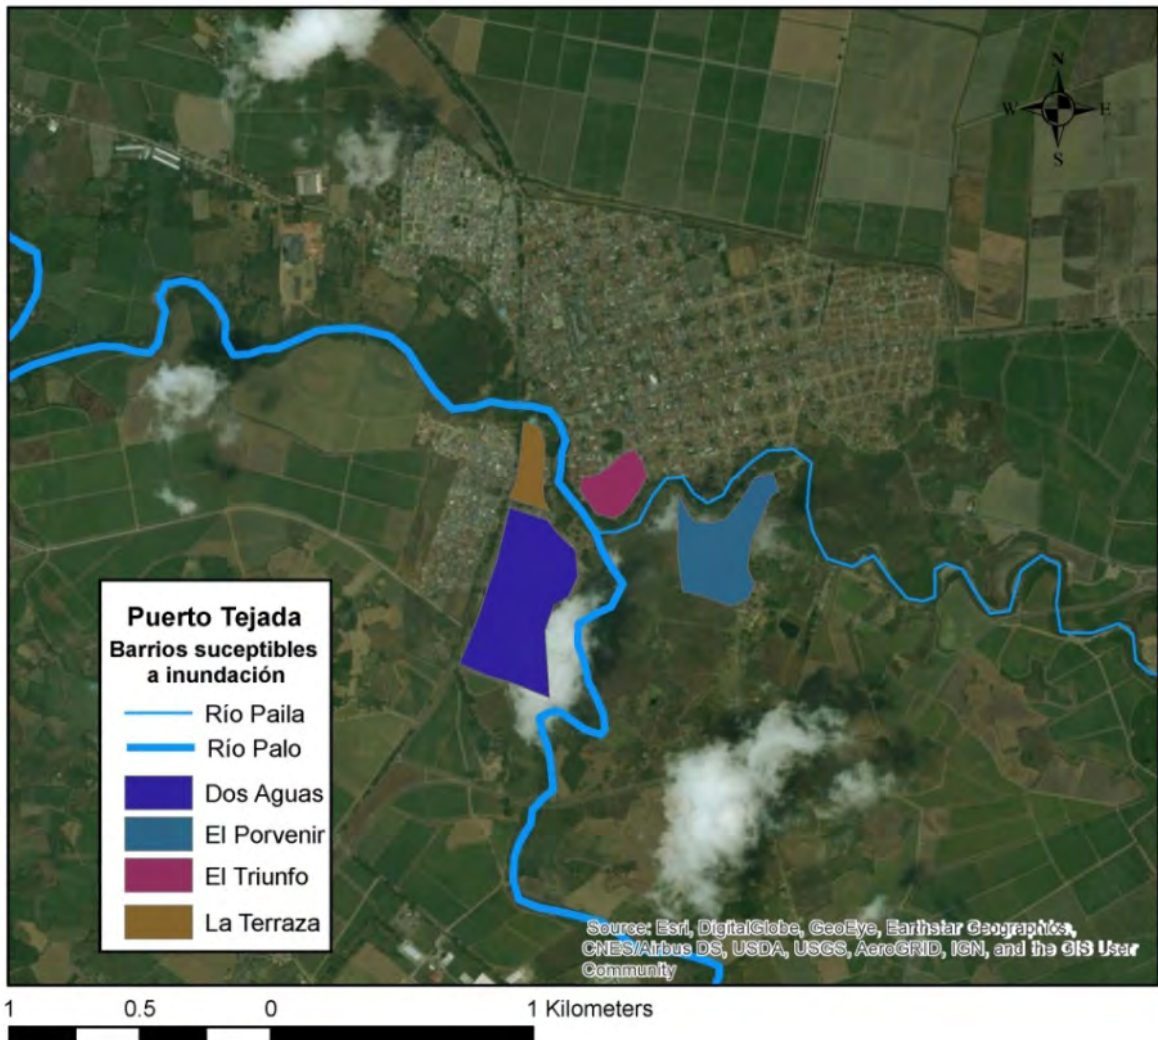 N
W E
S
Puerto Tejada
Barrios suceptibles
a inundación
Río Paila
Río Palo
Dos Aguas
El Porvenir
El Triunfo
La Terraza
Source: Esri, DigitalGlobe, GeoEye, Earthstar Geographics,
CNES/Airbus DS, USDA, USGS, AeroGRID, IGN, and the GIS User
Community
1 0.5 0 1 Kilometers